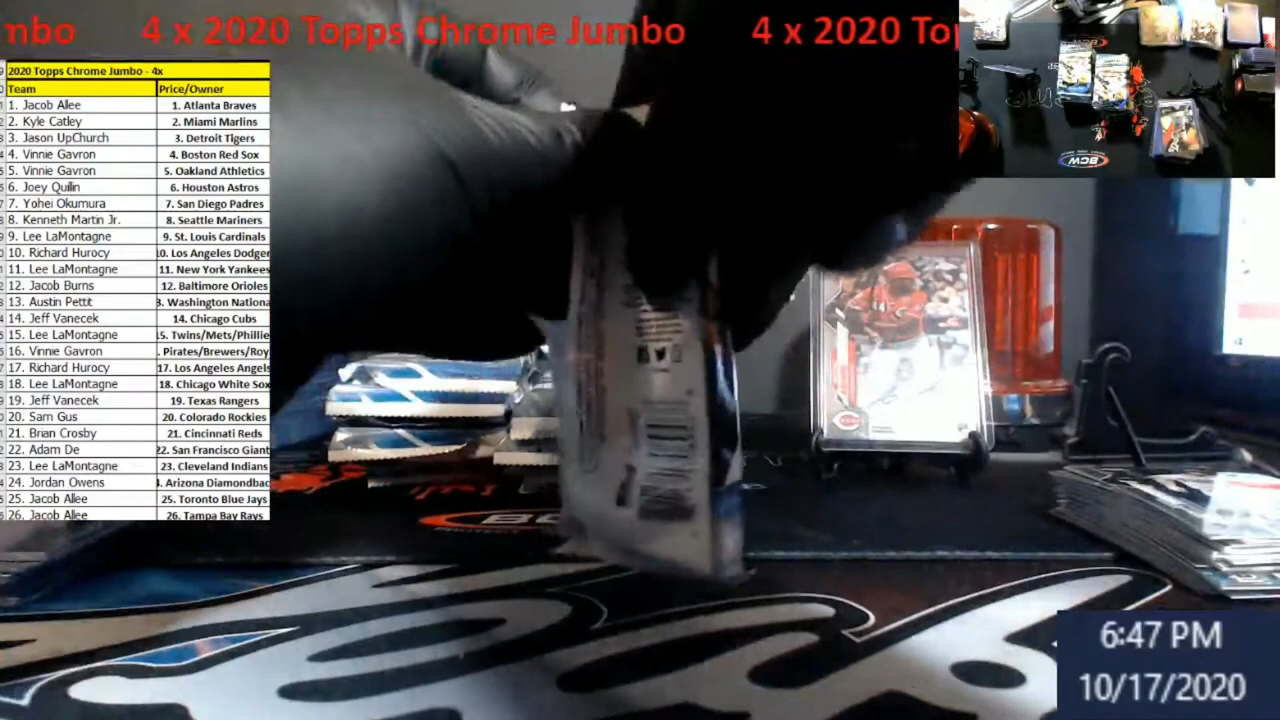 mbo 4 x 2020 Topps Chrome Jumbo 4 x 2020 Top
2020 Topps Chrome Jumbo - 4x
Team Price/Owner
1. Jacob Allee 1. Atlanta Braves
2. Kyle Catley 2. Miami Marlins
3. Jason UpChurch 3. Detroit Tigers
4. Vinnie Gavron 4. Boston Red Sox
5. Vinnie Gavron 5. Oakland Athletics
6. Joey Quilin 6. Houston Astros
7. Yohei Okumura 7. San Diego Padres
8. Kenneth Martin Jr. 8. Seattle Mariners
9. Lee LaMontagne 9. St. Louis Cardinals
10. Richard Hurocy 10. Los Angeles Dodger
11. Lee LaMontagne 11. New York Yankees
12. Jacob Burns 12. Baltimore Orioles
13. Austin Pettit 3. Washington Nationa
14. Jeff Vanecek 14. Chicago Cubs
15. Lee LaMontagne 15. Twins/Mets/Phillie
16. Vinnie Gavron . Pirates/Brewers/Roy
17. Richard Hurocy 17. Los Angeles Angels
18. Lee LaMontagne 18. Chicago White Sox
19. Jeff Vanecek 19. Texas Rangers
20. Sam Gus 20. Colorado Rockies
21. Brian Crosby 21. Cincinnati Reds
22. Adam De 22. San Francisco Giant
23. Lee LaMontagne 23. Cleveland Indians
24. Jordan Owens . Arizona Diamondbac
25. Jacob Allee 25. Toronto Blue Jays
26. Jacob Allee 26. Tampa Bay Rays
BCW
BCW
6:47 PM
10/17/2020